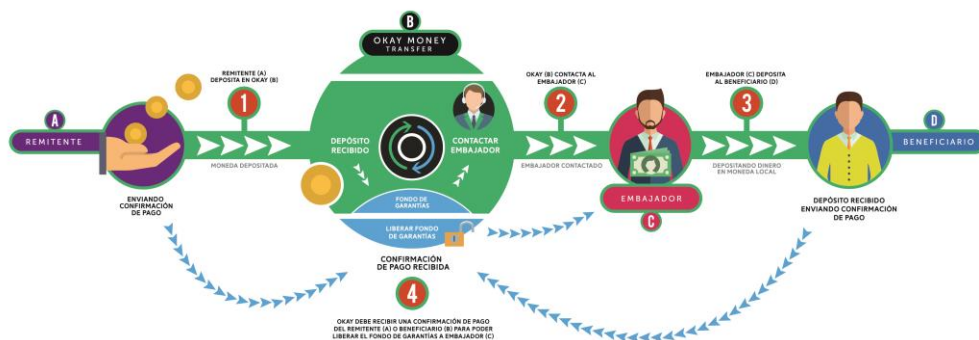 B
OKAY MONEY
TRANSFER
REMITENTE (A)
DEPOSITA EN OKAY (B)
1
OKAY (B) CONTACTA AL
EMBAJADOR (C)
2
EMBAJADOR (C) DEPOSITA
AL BENEFICIARIO (D)
3
A
REMITENTE
MONEDA DEPOSITADA
DEPÓSITO
RECIBIDO
CONTACTAR
EMBAJADOR
EMBAJADOR CONTACTADO
DEPOSITANDO DINERO
EN MONEDA LOCAL
D
BENEFICIARIO
FONDO DE
GARANTÍAS
LIBERAR FONDO
DE GARANTÍAS
EMBAJADOR
C
ENVIANDO
CONFIRMACIÓN
DE PAGO
DEPÓSITO RECIBIDO
ENVIANDO CONFIRMACIÓN
DE PAGO
CONFIRMACIÓN
DE PAGO RECIBIDA
4
OKAY DEBE RECIBIR UNA CONFIRMACIÓN DE PAGO
DEL REMITENTE (A) O BENEFICIARIO (B) PARA PODER
LIBERAR EL FONDO DE GARANTÍAS A EMBAJADOR (C)